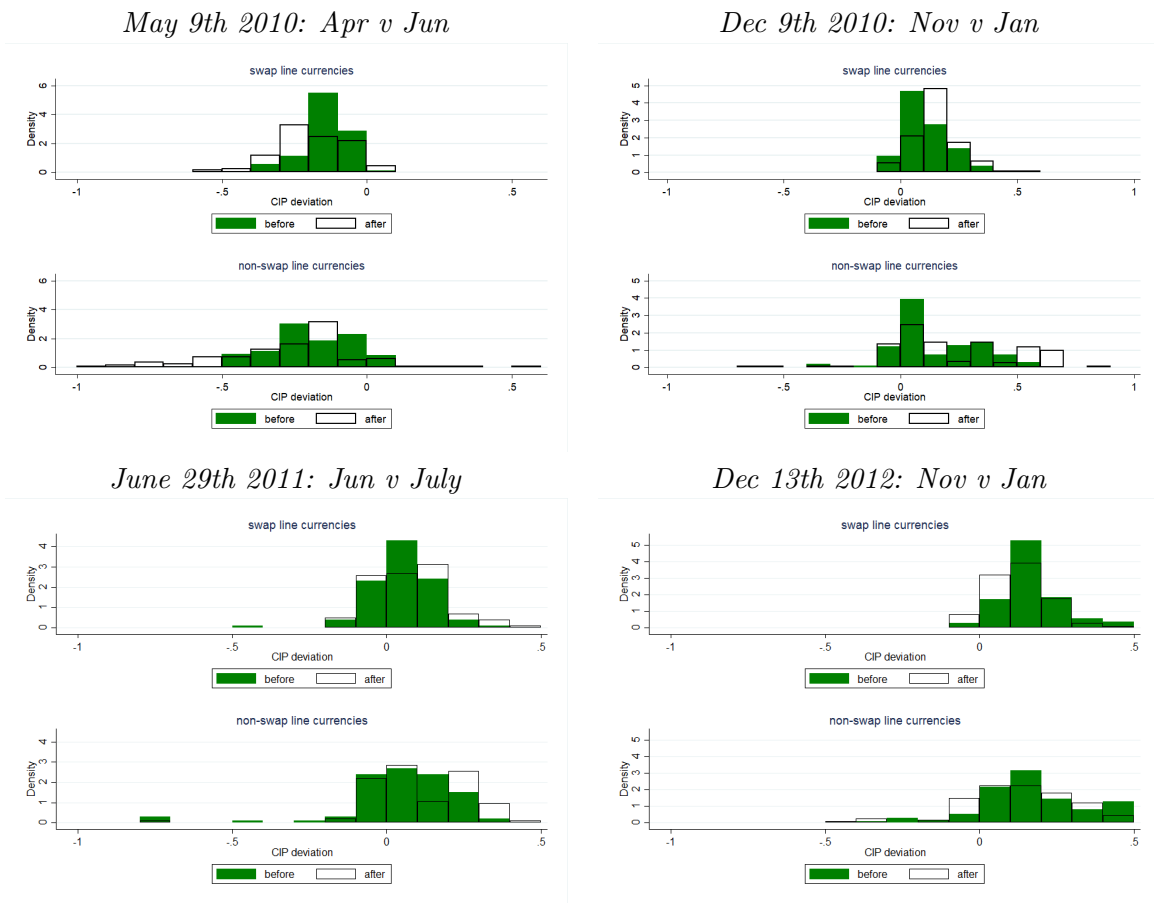 May 9th 2010: Apr v Jun
swap line currencies
Density
0 2 4 6
-1 -.5 0 .5
CIP deviation
before after
non-swap line currencies
Density
0 2 4 6
-1 -.5 0 .5
CIP deviation
before after
Dec 9th 2010: Nov v Jan
swap line currencies
Density
0 1 2 3 4 5
-1 -.5 0 .5 1
CIP deviation
before after
non-swap line currencies
Density
0 1 2 3 4 5
-1 -.5 0 .5 1
CIP deviation
before after
June 29th 2011: Jun v July
swap line currencies
Density
0 1 2 3 4
-1 -.5 0 .5
CIP deviation
before after
non-swap line currencies
Density
0 1 2 3 4
-1 -.5 0 .5
CIP deviation
before after
Dec 13th 2012: Nov v Jan
swap line currencies
Density
0 1 2 3 4 5
-1 -.5 0 .5
CIP deviation
before after
non-swap line currencies
Density
0 1 2 3 4 5
-1 -.5 0 .5
CIP deviation
before after